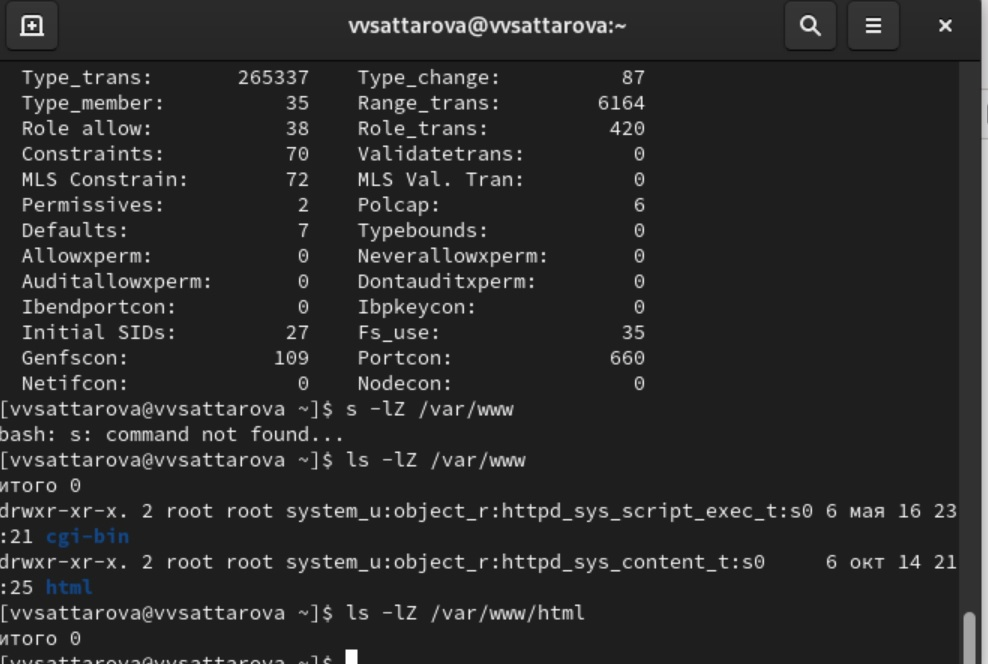 vvsattarova@vvsattarova:~
Type_trans: 265337 Type_change: 87
Type_member: 35 Range_trans: 6164
Role allow: 38 Role_trans: 420
Constraints: 70 Validatetrans: 0
MLS Constrain: 72 MLS Val. Tran: 0
Permissives: 2 Polcap: 6
Defaults: 7 Typebounds: 0
Allowxperm: 0 Neverallowxperm: 0
Auditallowxperm: 0 Dontauditxperm: 0
Ibendportcon: 0 Ibpkeycon: 0
Initial SIDs: 27 Fs_use: 35
Genfscon: 109 Portcon: 660
Netifcon: 0 Nodecon: 0
[vvsattarova@vvsattarova ~]$ s -lZ /var/www
bash: s: command not found...
[vvsattarova@vvsattarova ~]$ ls -lZ /var/www
итого 0
drwxr-xr-x. 2 root root system_u:object_r:httpd_sys_script_exec_t:s0 6 мая 16 23
:21 cgi-bin
drwxr-xr-x. 2 root root system_u:object_r:httpd_sys_content_t:s0 6 окт 14 21
:25 html
[vvsattarova@vvsattarova ~]$ ls -lZ /var/www/html
итого 0
[vvsattarova@vvsattarova ~]$